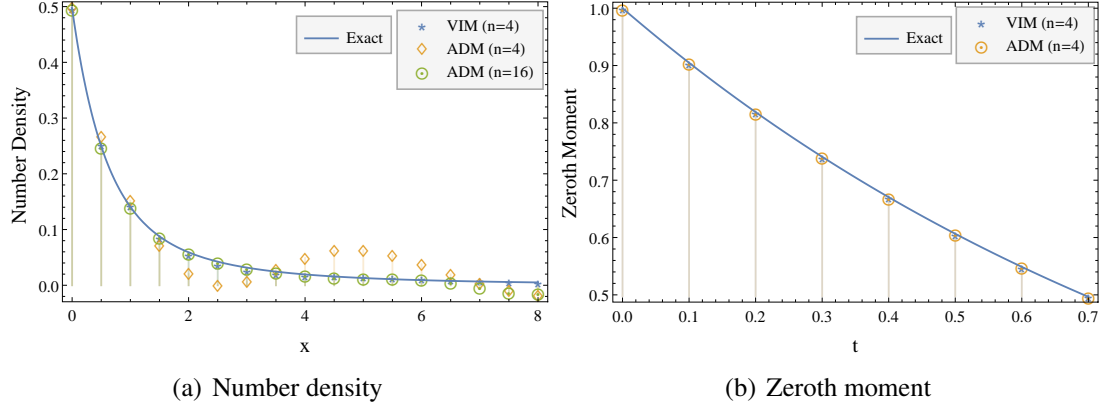 Exact
VIM (n=4)
ADM (n=4)
ADM (n=16)
Number Density
0.5
0.4
0.3
0.2
0.1
0.0
0 2 4 6 8
x
(a) Number density
Exact
VIM (n=4)
ADM (n=4)
Zeroth Moment
1.0
0.9
0.8
0.7
0.6
0.5
0.0 0.1 0.2 0.3 0.4 0.5 0.6 0.7
t
(b) Zeroth moment